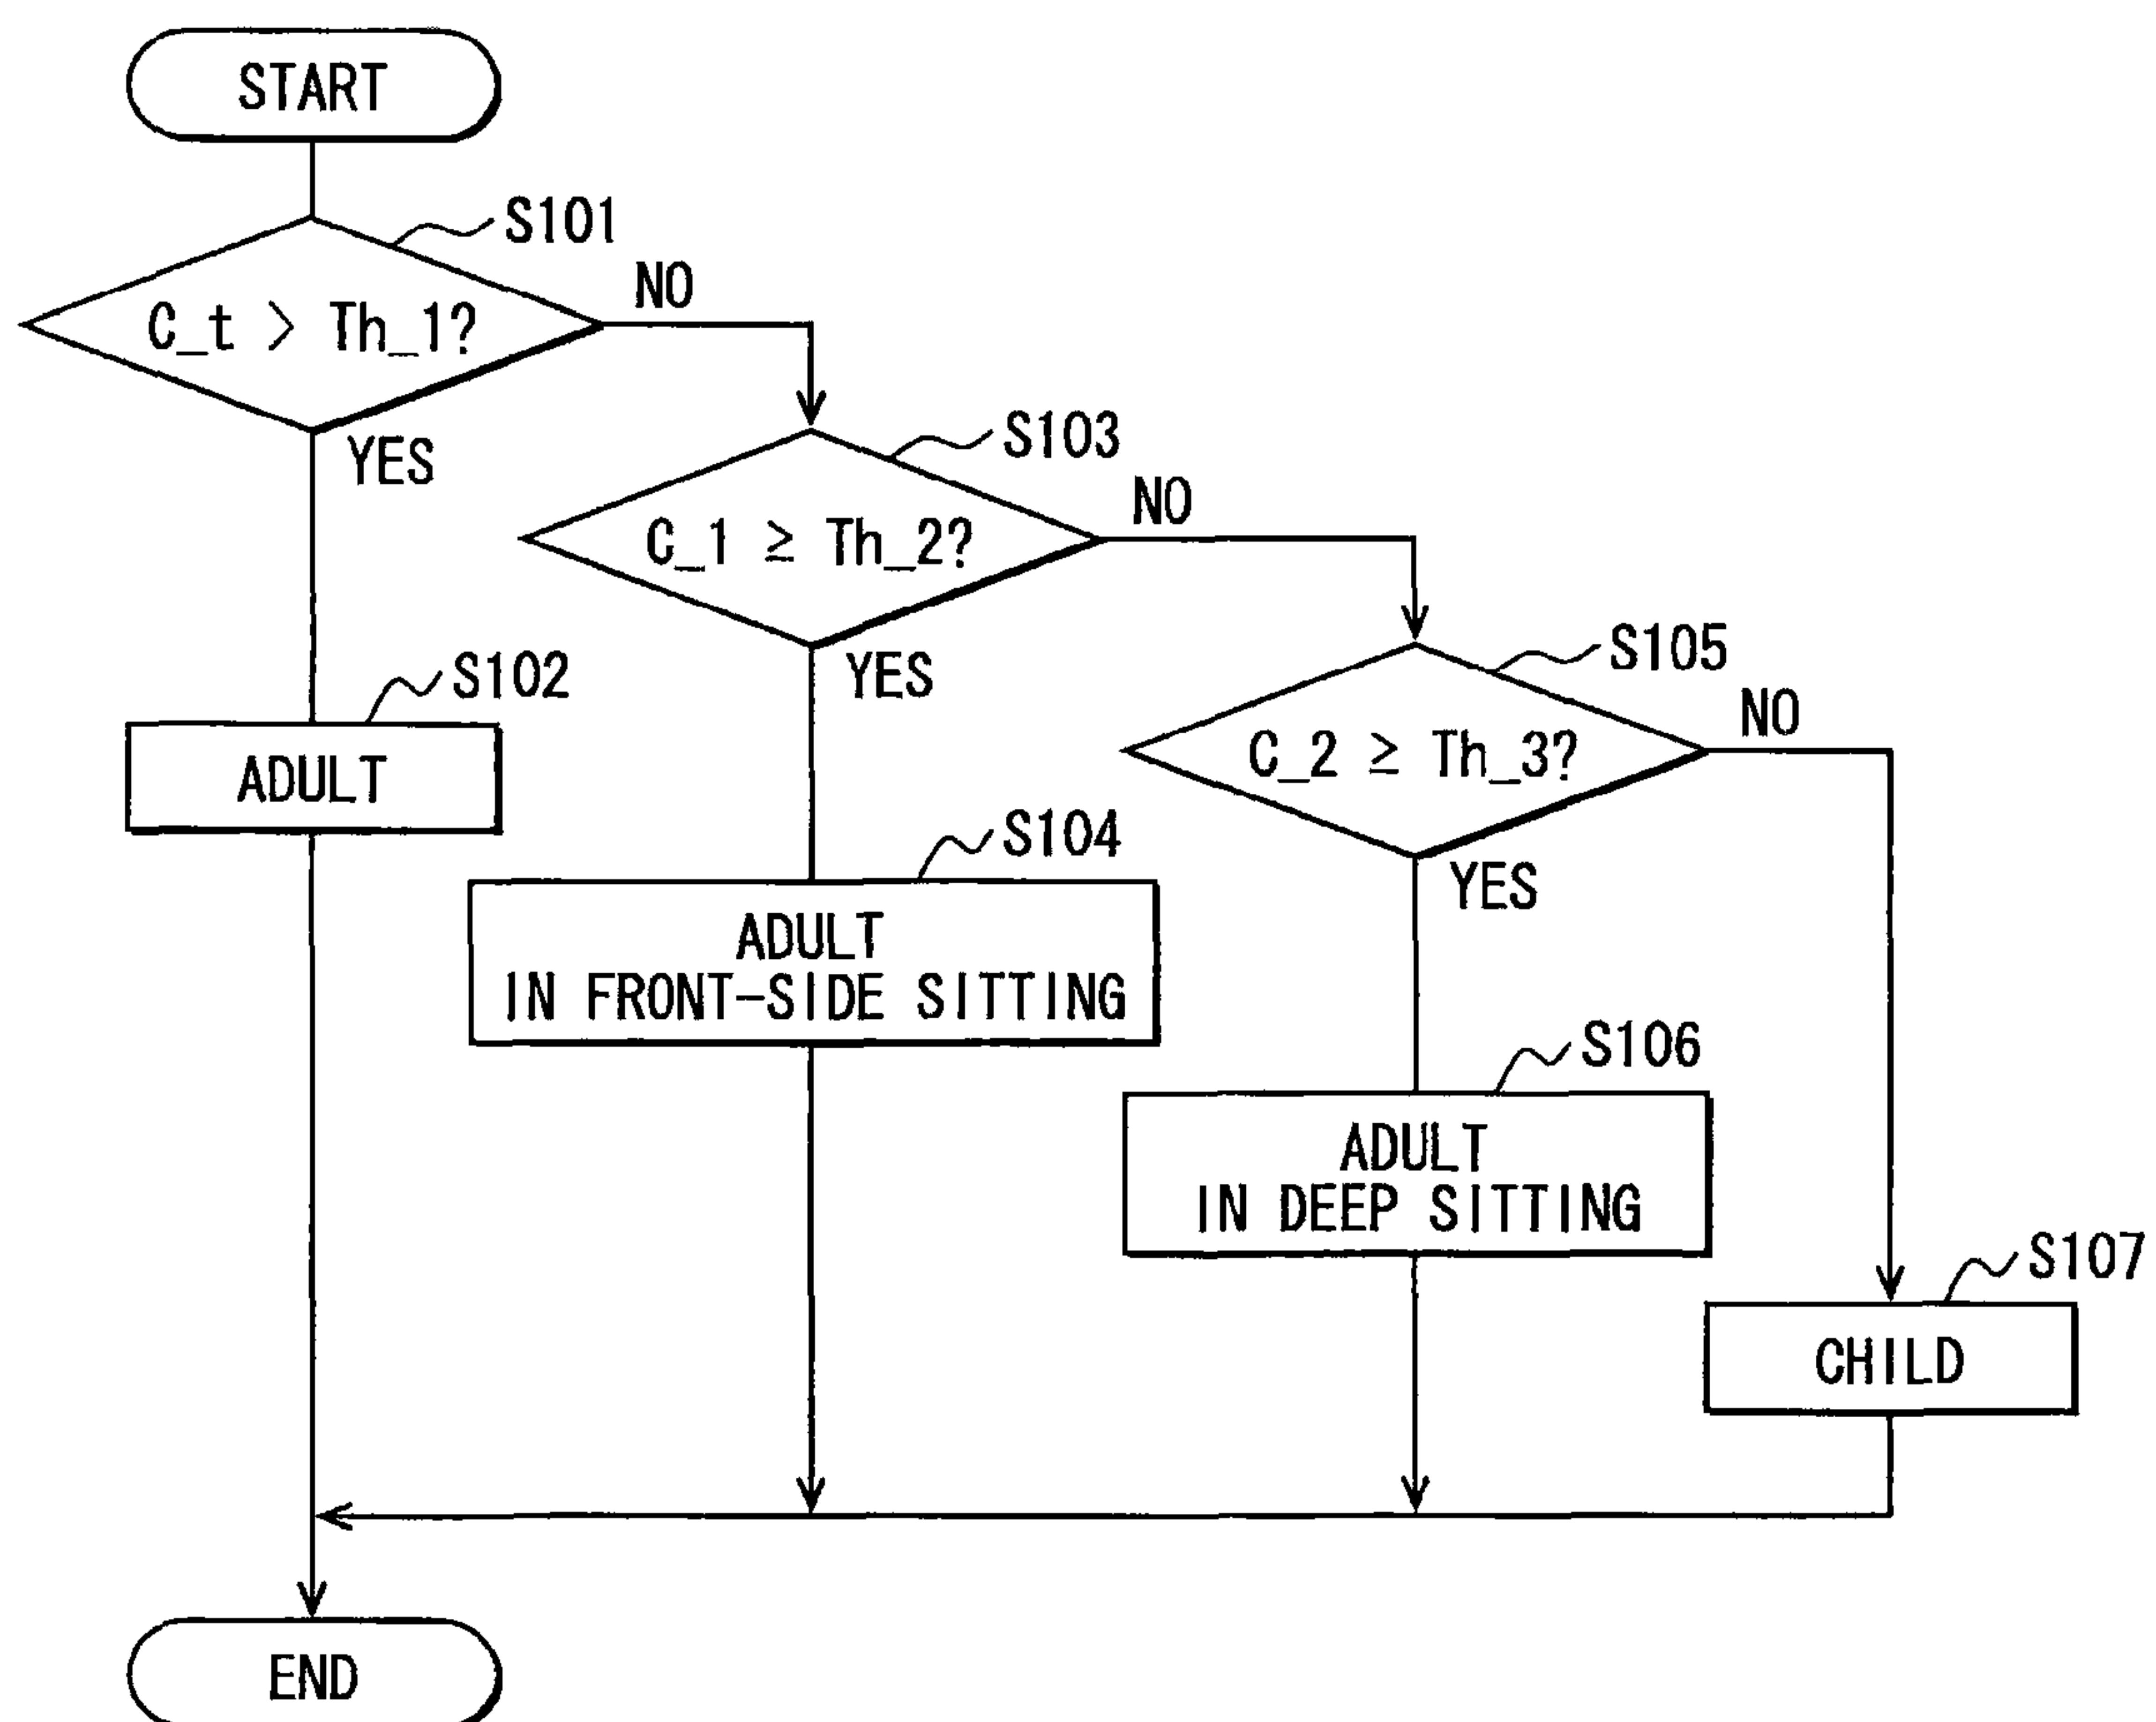 START
S101
C_t > Th_1?
NO
YES
S103
C_1 ≥ Th_2?
NO
YES
S105
C_2 ≥ Th_3?
NO
YES
S102
ADULT
S104
ADULT
IN FRONT-SIDE SITTING
S106
ADULT
IN DEEP SITTING
S107
CHILD
END